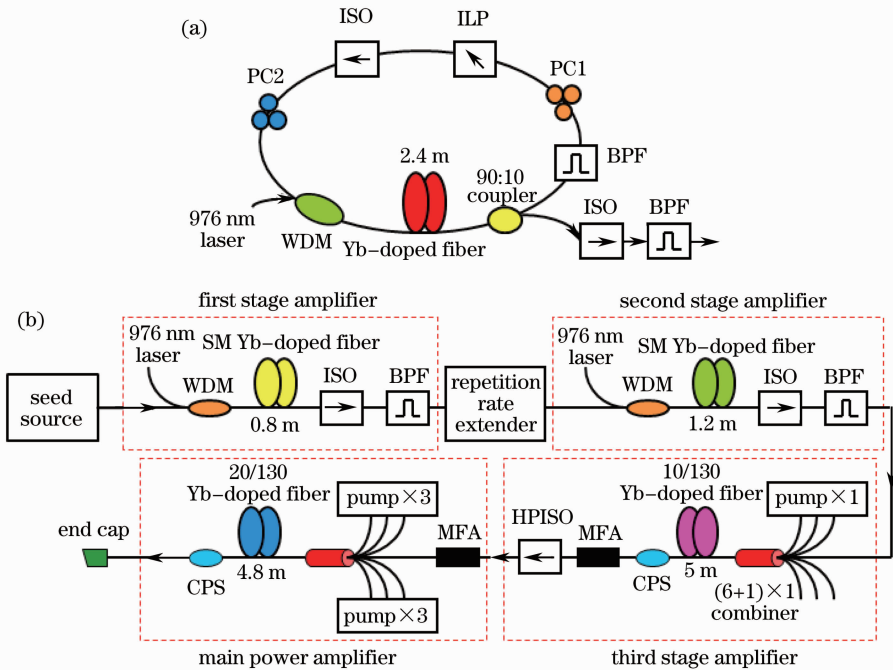 (a)
ISO
ILP
PC2
PC1
2.4 m
90:10
coupler
BPF
976 nm
laser
WDM
Yb-doped fiber
ISO
BPF
(b)
first stage amplifier
second stage amplifier
976 nm
laser
SM Yb-doped fiber
WDM
ISO
BPF
seed
source
0.8 m
repetition
rate
extender
976 nm
laser
SM Yb-doped fiber
WDM
ISO
BPF
1.2 m
20/130
Yb-doped fiber
pump×3
end cap
MFA
CPS
4.8 m
pump×3
10/130
Yb-doped fiber
pump×1
HPISO
MFA
CPS
5 m
(6+1)×1
combiner
main power amplifier
third stage amplifier